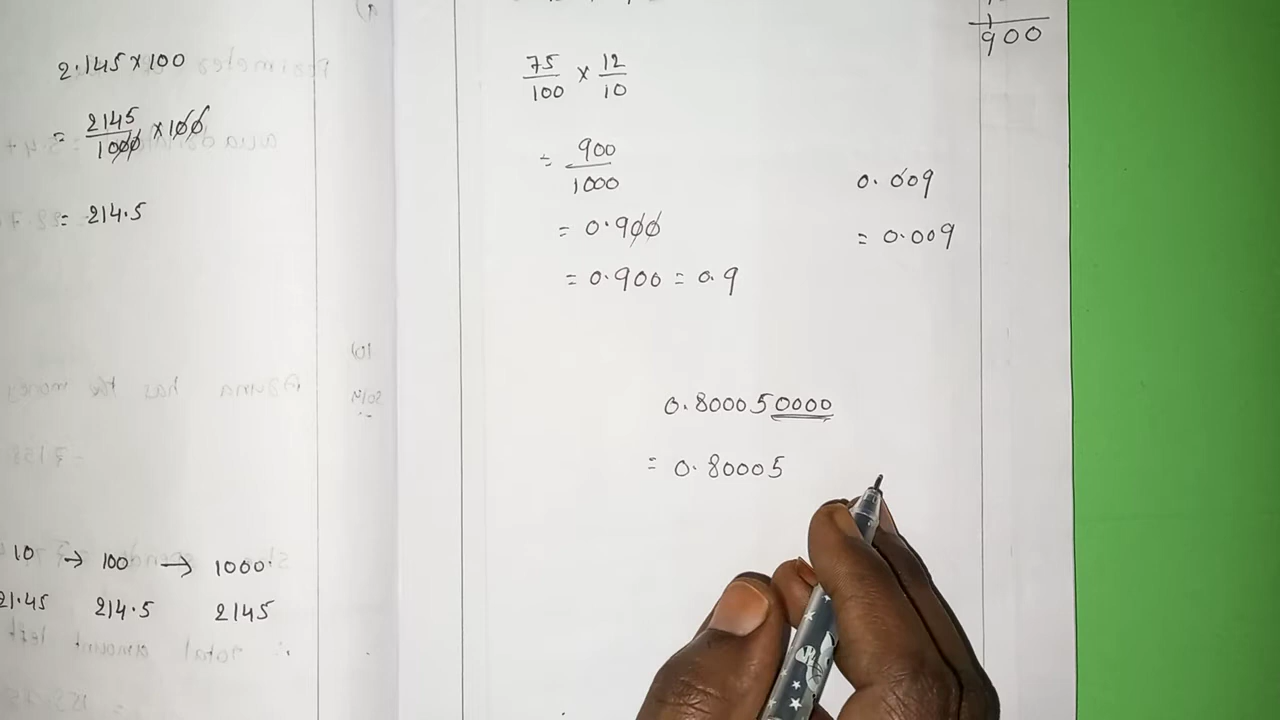 2.145 x 100
= 2145/1000 x 100
= 214.5
10 → 100 → 1000
21.45 214.5 2145
75/100 x 12/10
= 900/1000
= 0.900
= 0.900 = 0.9
900
0.009
= 0.009
0.800050000
= 0.80005
10)